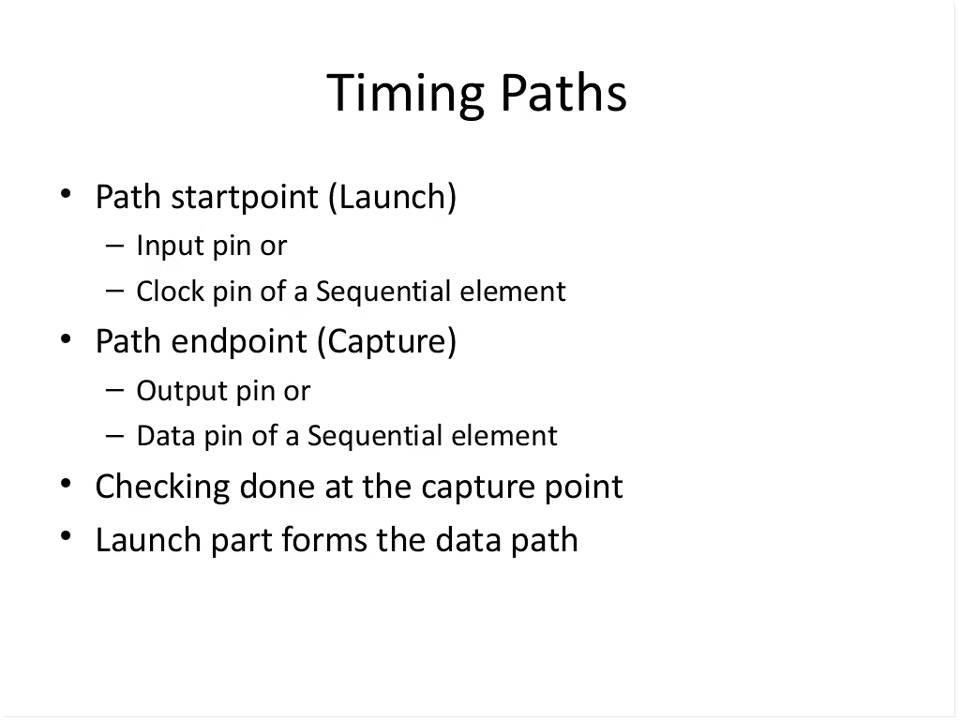 Timing Paths
• Path startpoint (Launch)
– Input pin or
– Clock pin of a Sequential element
• Path endpoint (Capture)
– Output pin or
– Data pin of a Sequential element
• Checking done at the capture point
• Launch part forms the data path